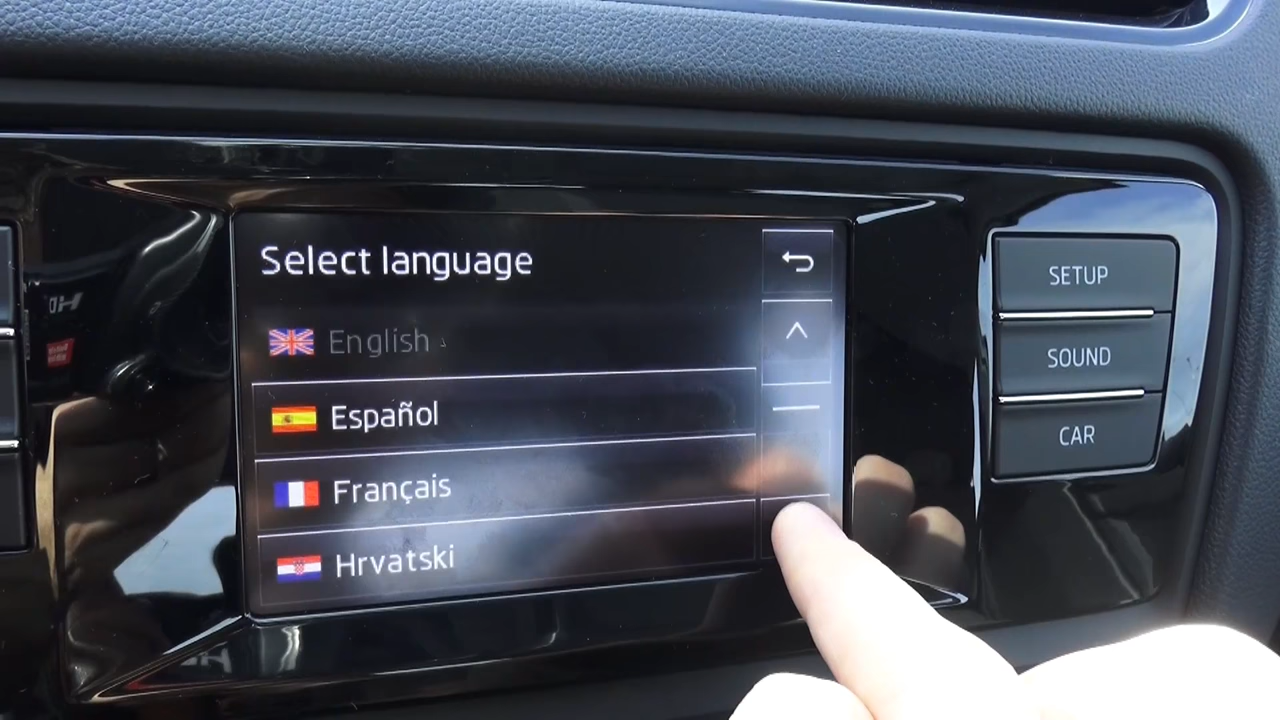 Select language
English
Español
Français
Hrvatski
SETUP
SOUND
CAR